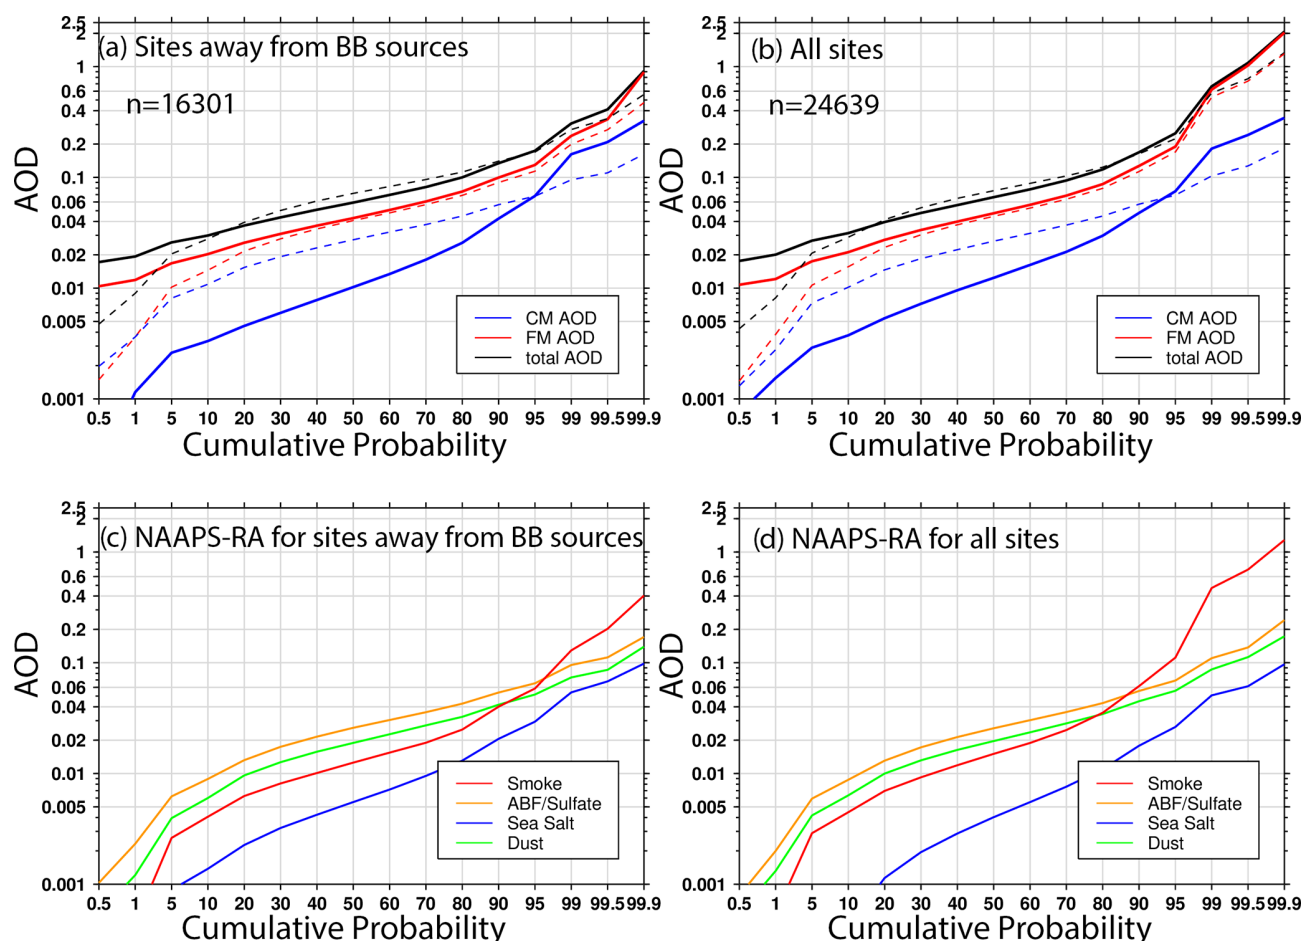 (a) Sites away from BB sources
n=16301
AOD
2.5
2
1
0.6
0.4
0.2
0.1
0.06
0.04
0.02
0.01
0.005
0.001
CM AOD
FM AOD
total AOD
0.5 1 5 10 20 30 40 50 60 70 80 90 95 99 99.5 99.9
Cumulative Probability
(b) All sites
n=24639
AOD
2.5
2
1
0.6
0.4
0.2
0.1
0.06
0.04
0.02
0.01
0.005
0.001
CM AOD
FM AOD
total AOD
0.5 1 5 10 20 30 40 50 60 70 80 90 95 99 99.5 99.9
Cumulative Probability
(c) NAAPS-RA for sites away from BB sources
AOD
2.5
2
1
0.6
0.4
0.2
0.1
0.06
0.04
0.02
0.01
0.005
0.001
Smoke
ABF/Sulfate
Sea Salt
Dust
0.5 1 5 10 20 30 40 50 60 70 80 90 95 99 99.5 99.9
Cumulative Probability
(d) NAAPS-RA for all sites
AOD
2.5
2
1
0.6
0.4
0.2
0.1
0.06
0.04
0.02
0.01
0.005
0.001
Smoke
ABF/Sulfate
Sea Salt
Dust
0.5 1 5 10 20 30 40 50 60 70 80 90 95 99 99.5 99.9
Cumulative Probability